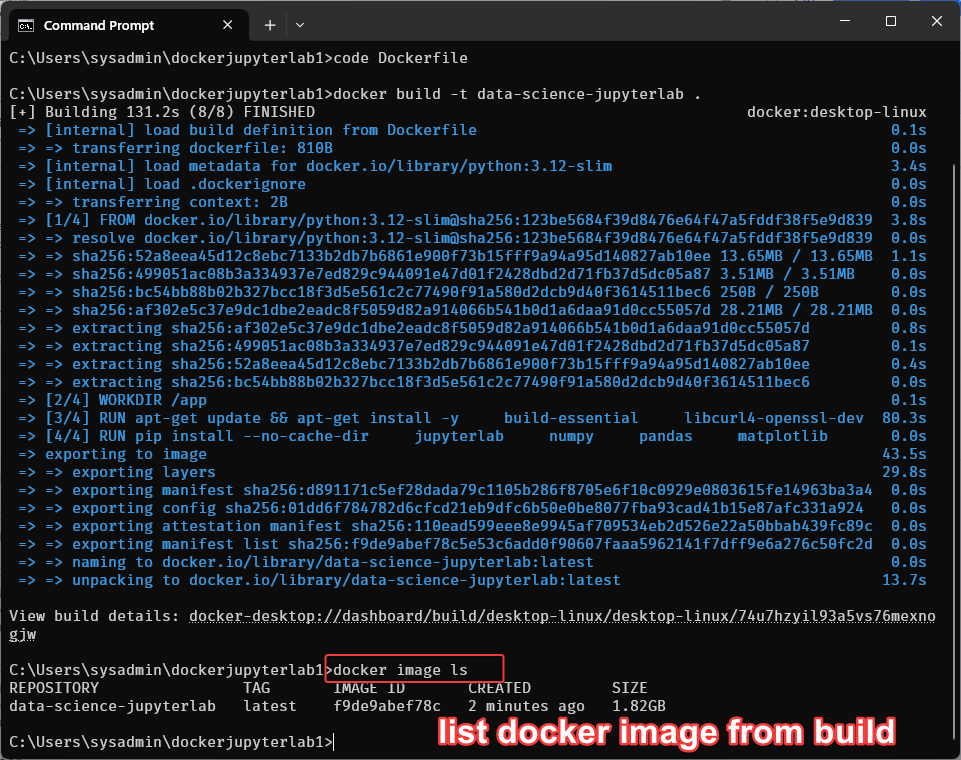 Command Prompt
C:\Users\sysadmin\dockerjupyterlab1>code Dockerfile
C:\Users\sysadmin\dockerjupyterlab1>docker build -t data-science-jupyterlab .
[+] Building 131.2s (8/8) FINISHED docker:desktop-linux
=> [internal] load build definition from Dockerfile 0.1s
=> => transferring dockerfile: 810B 0.0s
=> [internal] load metadata for docker.io/library/python:3.12-slim 3.4s
=> [internal] load .dockerignore 0.0s
=> => transferring context: 2B 0.0s
=> [1/4] FROM docker.io/library/python:3.12-slim@sha256:123be5684f39d8476e64f47a5fddf38f5e9d839 3.8s
=> => resolve docker.io/library/python:3.12-slim@sha256:123be5684f39d8476e64f47a5fddf38f5e9d839 0.0s
=> => sha256:52a8eea45d12c8ebc7133b2db7b6861e900f73b15fff9a94a95d140827ab10ee 13.65MB / 13.65MB 1.1s
=> => sha256:499051ac08b3a334937e7ed829c944091e47d01f2428dbd2d71fb37d5dc05a87 3.51MB / 3.51MB 0.0s
=> => sha256:bc54bb88b02b327bcc18f3d5e561c2c77490f91a580d2dcb9d40f3614511bec6 250B / 250B 0.0s
=> => sha256:af302e5c37e9dc1dbe2eadc8f5059d82a914066b541b0d1a6daa91d0cc55057d 28.21MB / 28.21MB 0.0s
=> => extracting sha256:af302e5c37e9dc1dbe2eadc8f5059d82a914066b541b0d1a6daa91d0cc55057d 0.8s
=> => extracting sha256:499051ac08b3a334937e7ed829c944091e47d01f2428dbd2d71fb37d5dc05a87 0.1s
=> => extracting sha256:52a8eea45d12c8ebc7133b2db7b6861e900f73b15fff9a94a95d140827ab10ee 0.4s
=> => extracting sha256:bc54bb88b02b327bcc18f3d5e561c2c77490f91a580d2dcb9d40f3614511bec6 0.0s
=> [2/4] WORKDIR /app 0.1s
=> [3/4] RUN apt-get update && apt-get install -y build-essential libcurl4-openssl-dev 80.3s
=> [4/4] RUN pip install --no-cache-dir jupyterlab numpy pandas matplotlib 0.0s
=> exporting to image 43.5s
=> => exporting layers 29.8s
=> => exporting manifest sha256:d891171c5ef28dada79c1105b286f8705e6f10c0929e0803615fe14963ba3a4 0.0s
=> => exporting config sha256:01dd6f784782d6cfcd21eb9dfc6b50e0be8077fba93cad41b15e87afc331a924 0.0s
=> => exporting attestation manifest sha256:110ead599eee8e9945af709534eb2d526e22a50bbab439fc89c 0.0s
=> => exporting manifest list sha256:f9de9abef78c5e53c6add0f90607faaa5962141f7dff9e6a276c50fc2d 0.0s
=> => naming to docker.io/library/data-science-jupyterlab:latest 0.0s
=> => unpacking to docker.io/library/data-science-jupyterlab:latest 13.7s
View build details: docker-desktop://dashboard/build/desktop-linux/desktop-linux/74u7hzyil93a5vs76mexno
gjw
C:\Users\sysadmin\dockerjupyterlab1>docker image ls
REPOSITORY TAG IMAGE ID CREATED SIZE
data-science-jupyterlab latest f9de9abef78c 2 minutes ago 1.82GB
list docker image from build
C:\Users\sysadmin\dockerjupyterlab1>